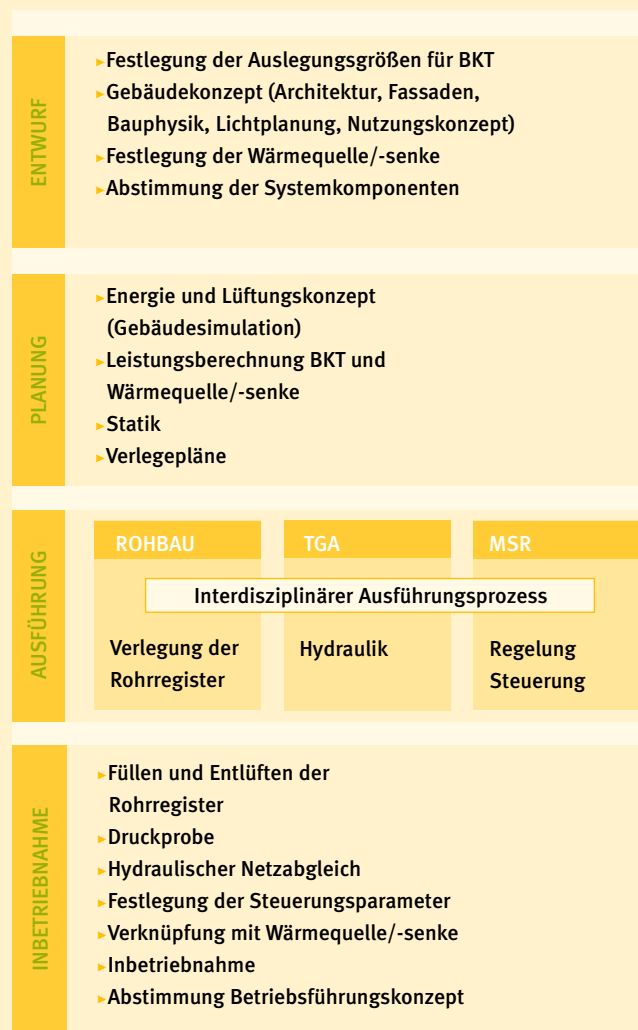 ENTWURF
►Festlegung der Auslegungsgrößen für BKT
►Gebäudekonzept (Architektur, Fassaden,
Bauphysik, Lichtplanung, Nutzungskonzept)
►Festlegung der Wärmequelle/-senke
►Abstimmung der Systemkomponenten
PLANUNG
►Energie und Lüftungskonzept
(Gebäudesimulation)
►Leistungsberechnung BKT und
Wärmequelle/-senke
►Statik
►Verlegepläne
AUSFÜHRUNG
ROHBAU
TGA
MSR
Interdisziplinärer Ausführungsprozess
Verlegung der
Rohrregister
Hydraulik
Regelung
Steuerung
INBETRIEBNAHME
►Füllen und Entlüften der
Rohrregister
►Druckprobe
►Hydraulischer Netzabgleich
►Festlegung der Steuerungsparameter
►Verknüpfung mit Wärmequelle/-senke
►Inbetriebnahme
►Abstimmung Betriebsführungskonzept